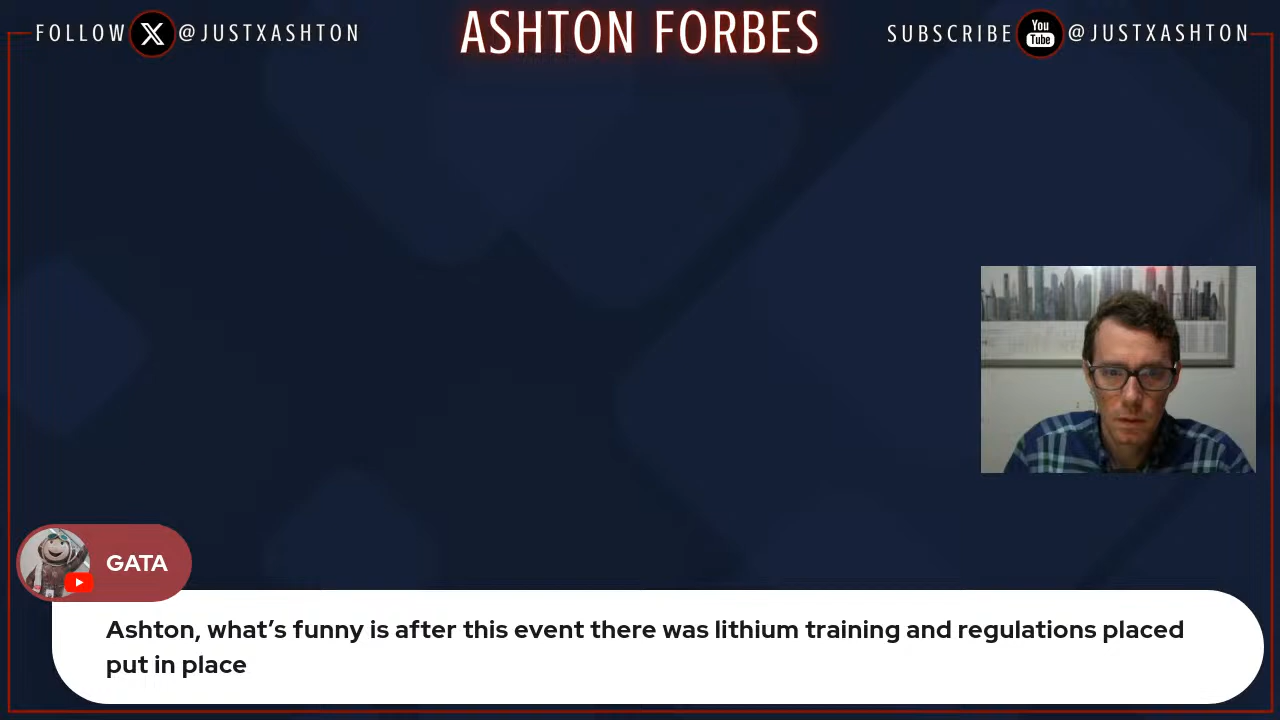 FOLLOW X @JUSTXASHTON ASHTON FORBES SUBSCRIBE You Tube @JUSTXASHTON
GATA
Ashton, what’s funny is after this event there was lithium training and regulations placed
put in place